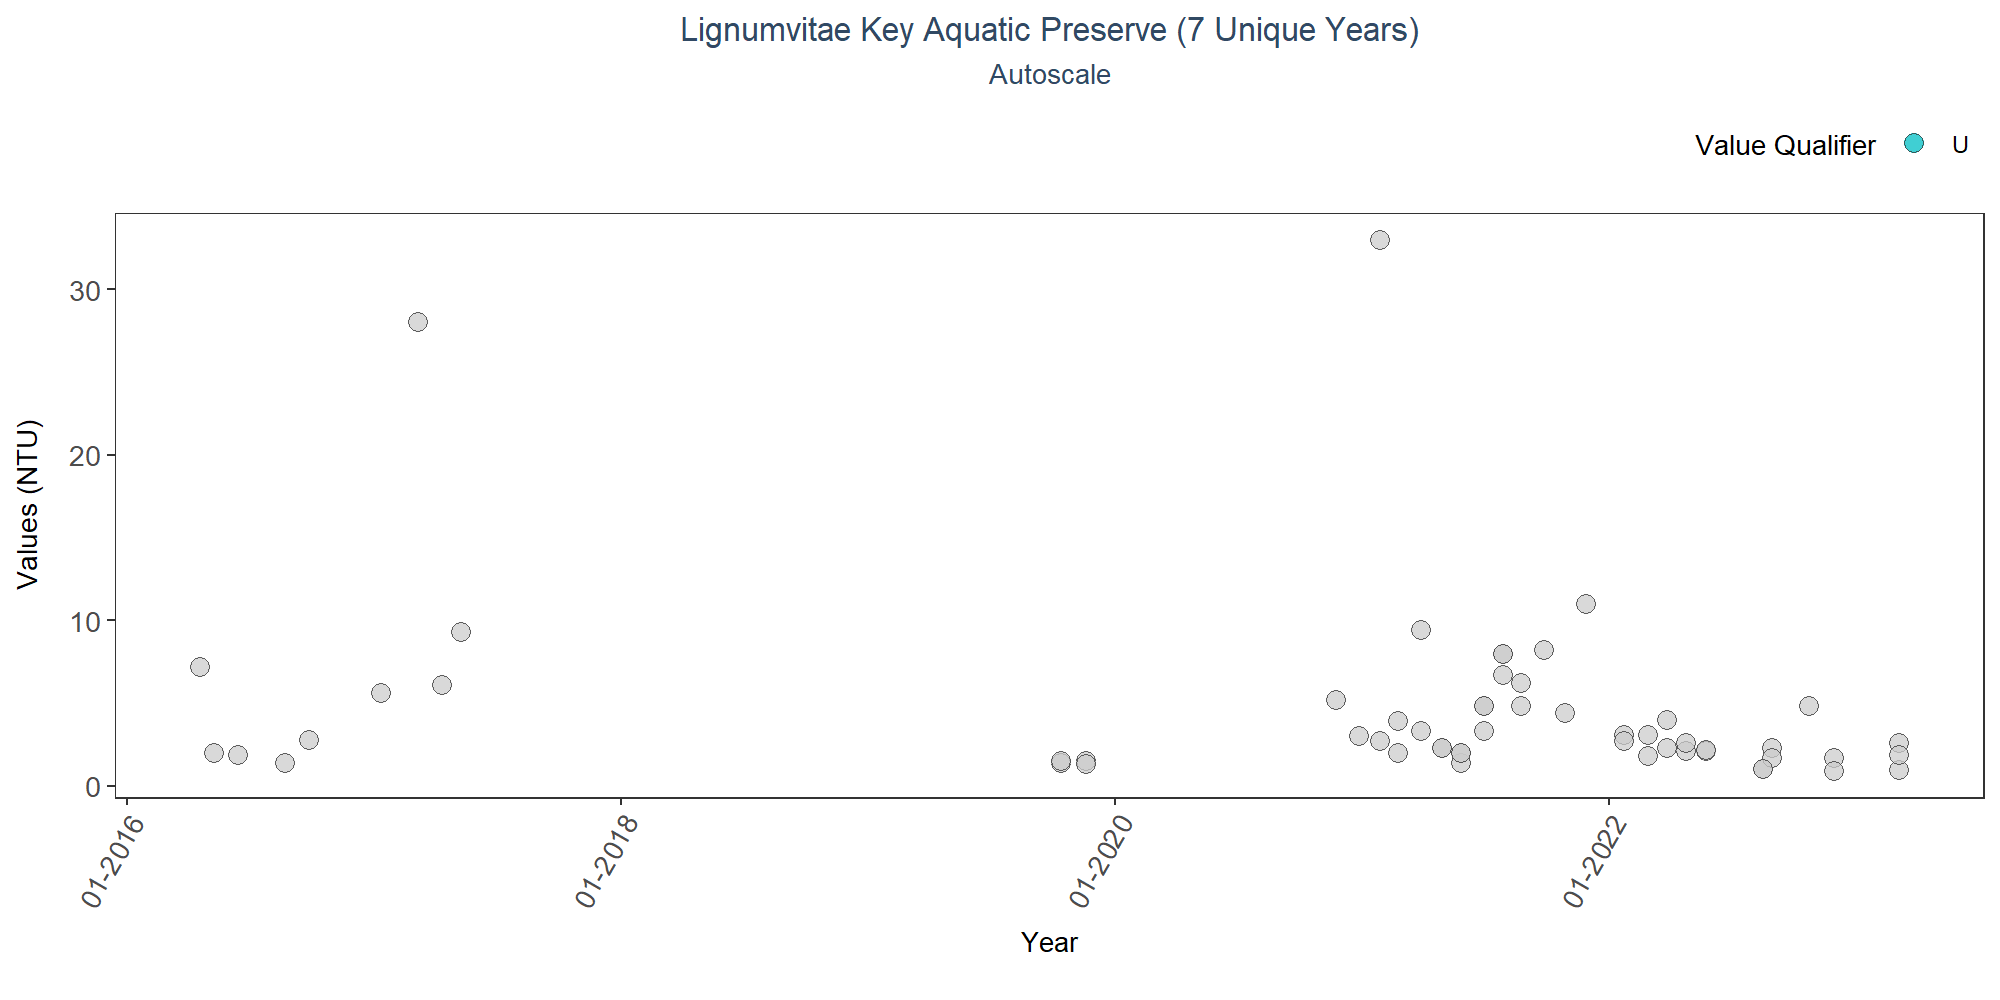 Lignumvitae Key Aquatic Preserve (7 Unique Years)
Autoscale
Value Qualifier U
Values (NTU)
30
20
10
0
01-2016 01-2018 01-2020 01-2022
Year